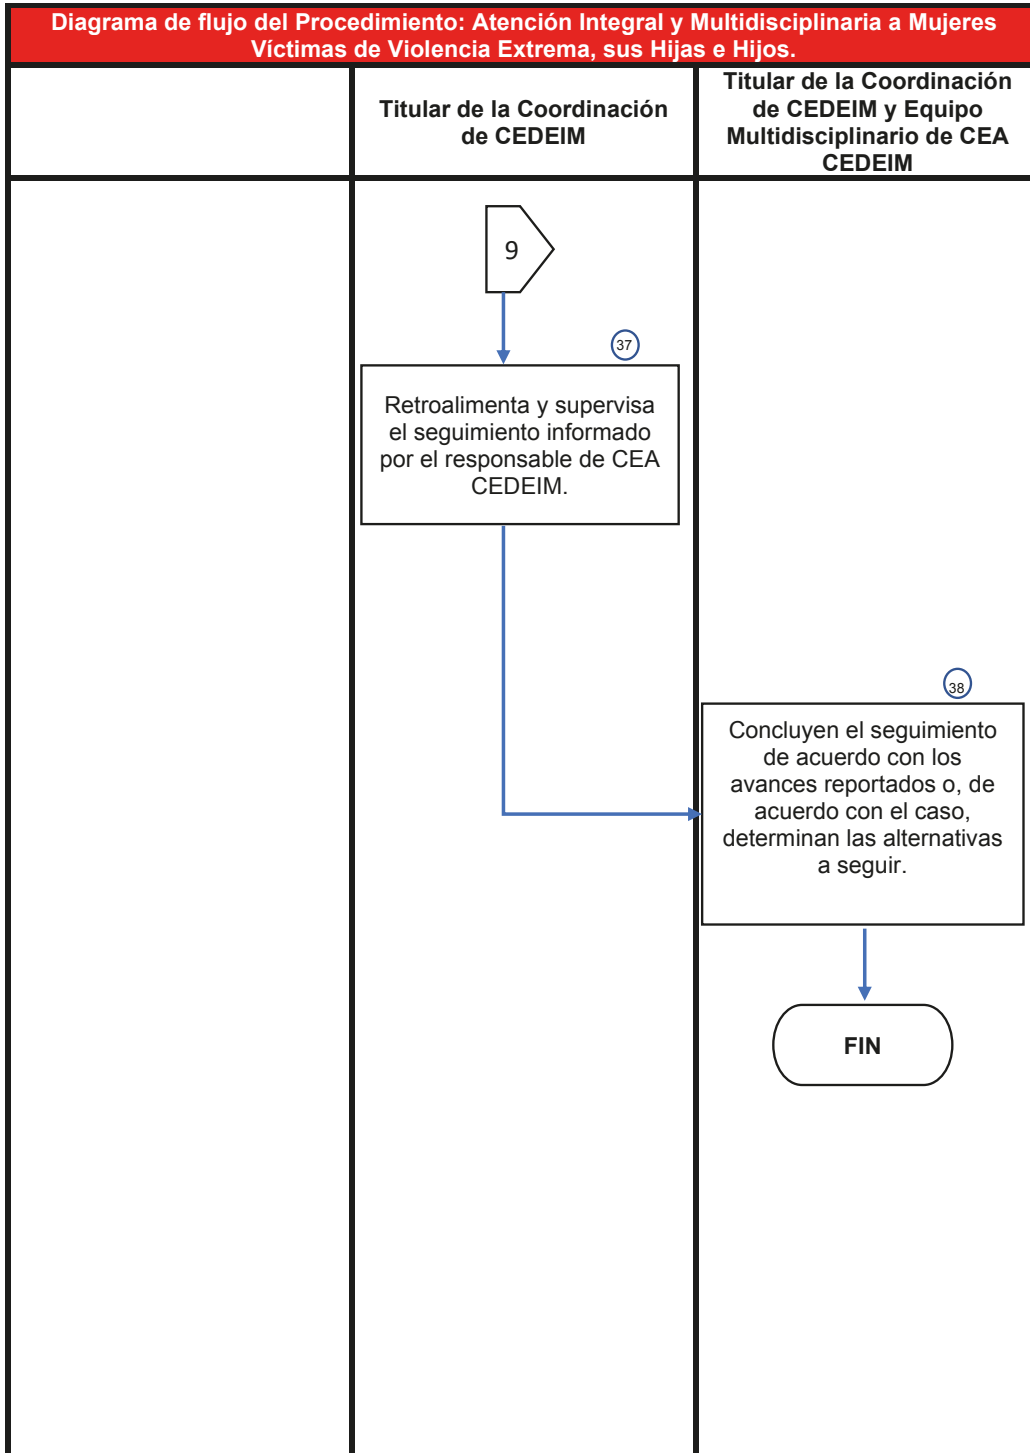 Diagrama de flujo del Procedimiento: Atención Integral y Multidisciplinaria a Mujeres
Víctimas de Violencia Extrema, sus Hijas e Hijos.
Titular de la Coordinación
de CEDEIM
Titular de la Coordinación
de CEDEIM y Equipo
Multidisciplinario de CEA
CEDEIM
9
37
Retroalimenta y supervisa
el seguimiento informado
por el responsable de CEA
CEDEIM.
38
Concluyen el seguimiento
de acuerdo con los
avances reportados o, de
acuerdo con el caso,
determinan las alternativas
a seguir.
FIN